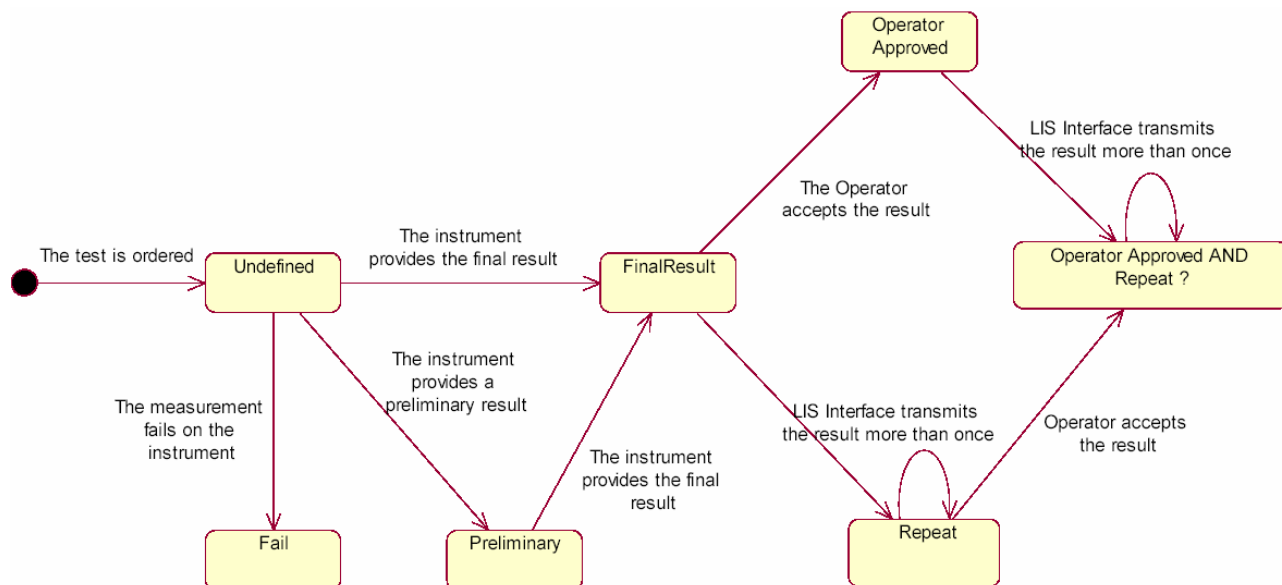 Operator
Approved
LIS Interface transmits
the result more than once
The Operator
accepts the result
The test is ordered
Undefined
The instrument
provides the final result
FinalResult
Operator Approved AND
Repeat ?
The instrument
provides a
preliminary result
The measurement
fails on the
instrument
LIS Interface transmits
the result more than once
Operator accepts
the result
The instrument
provides the final
result
Fail
Preliminary
Repeat